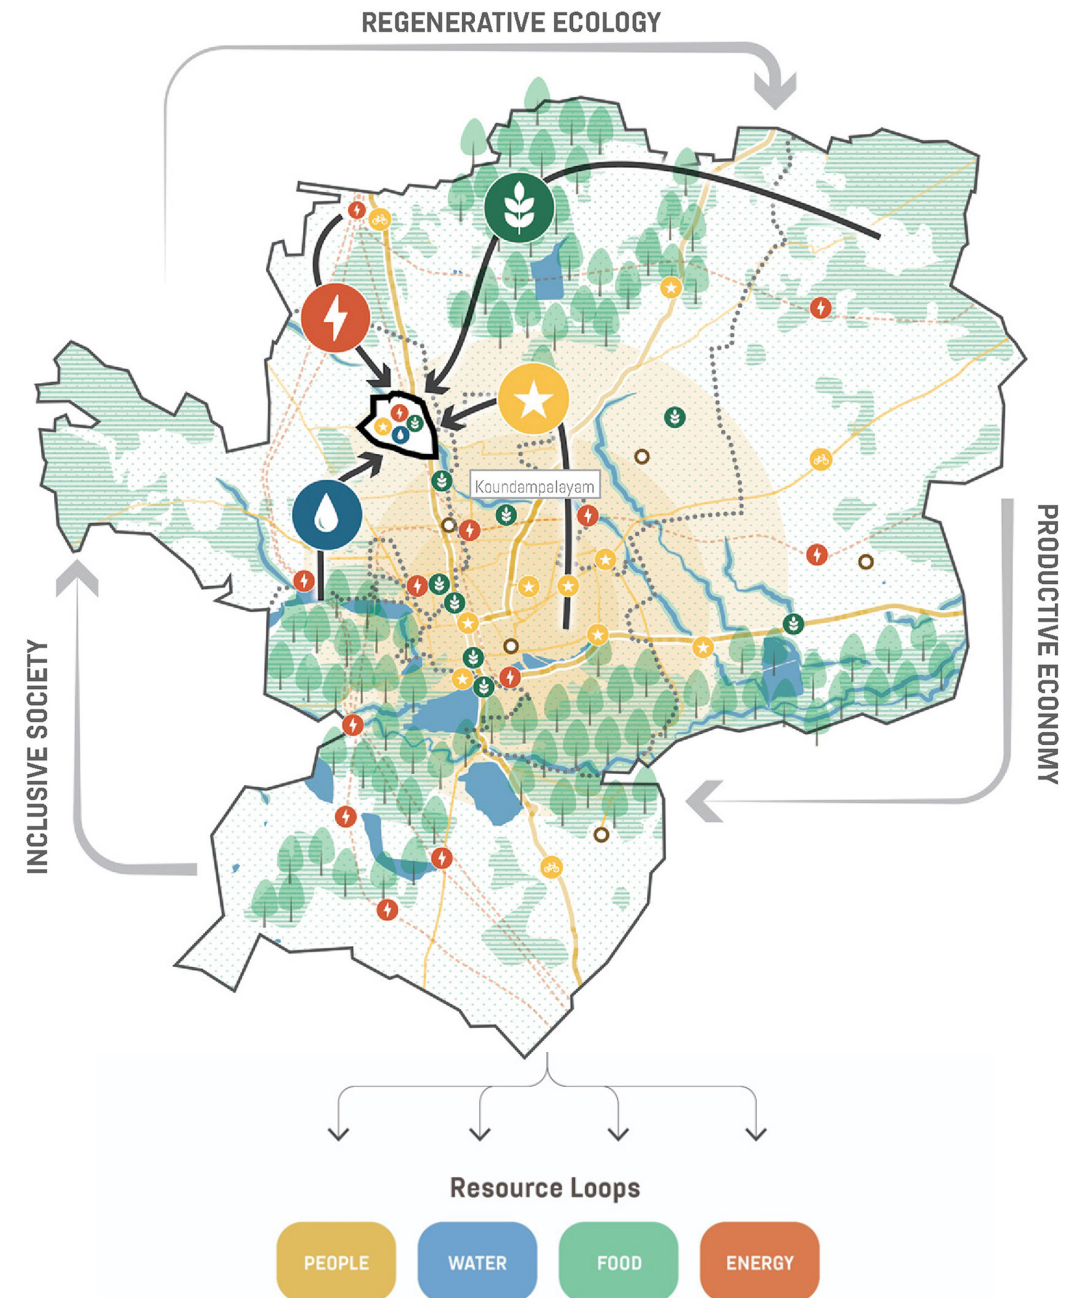 REGENERATIVE ECOLOGY
Koundampalayam
PRODUCTIVE ECONOMY
INCLUSIVE SOCIETY
Resource Loops
PEOPLE
WATER
FOOD
ENERGY